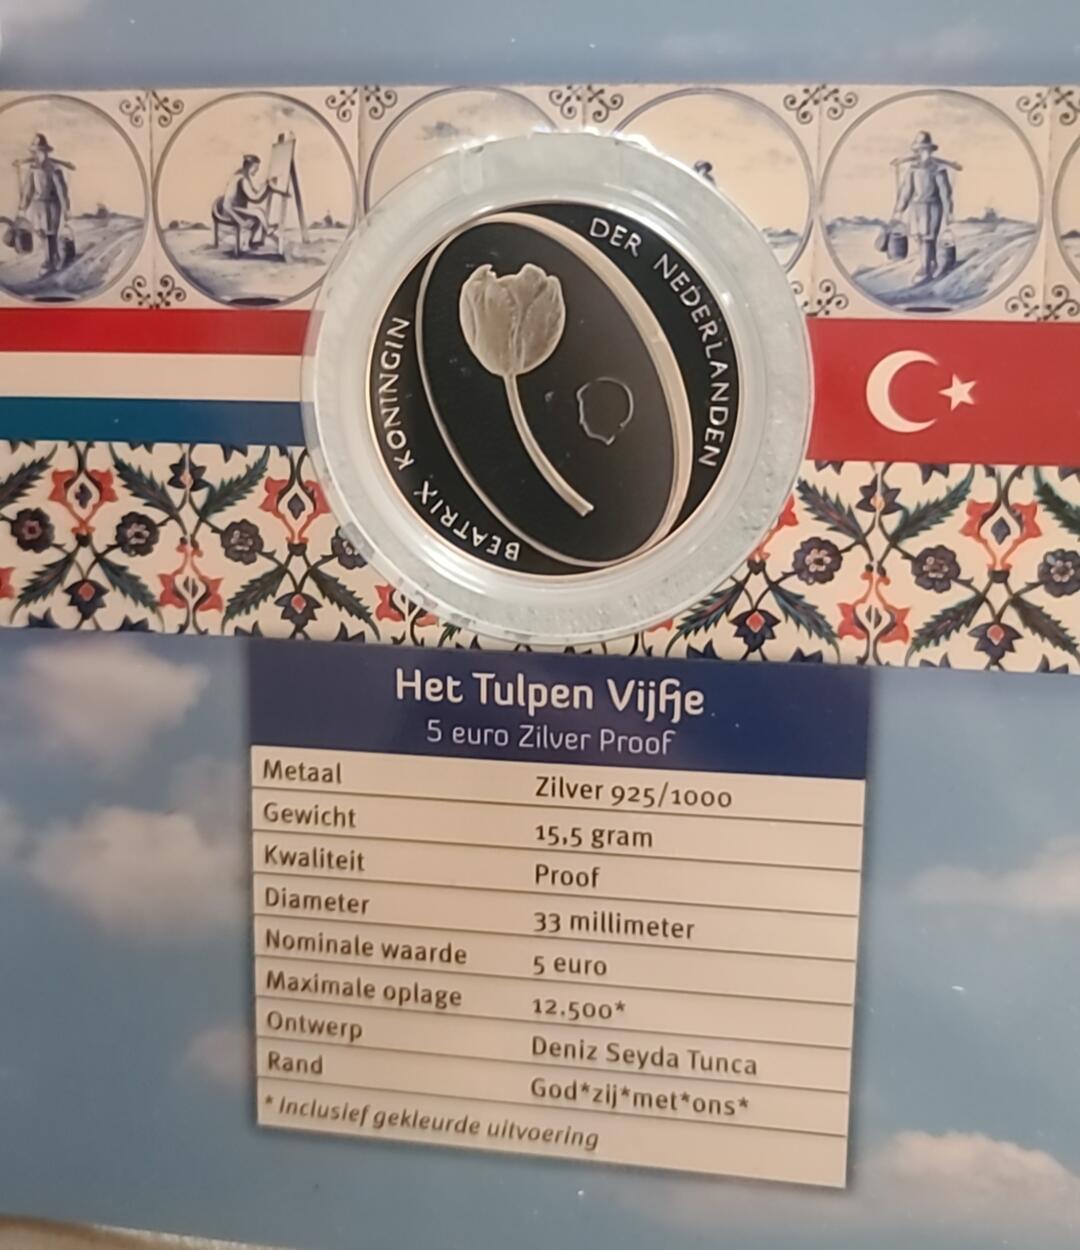 BEATRIX KONINGIN
DER NEDERLANDEN
Het Tulpen Vijfje
5 euro Zilver Proof
Metaal Zilver 925/1000
Gewicht 15,5 gram
Kwaliteit Proof
Diameter 33 millimeter
Nominale waarde 5 euro
Maximale oplage 12.500*
Ontwerp Deniz Seyda Tunca
Rand God*zij*met*ons*
* Inclusief gekleurde uitvoering